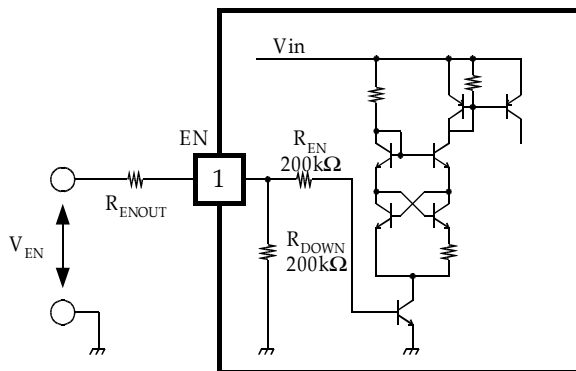 Vin
EN
1
R_EN
200kΩ
R_ENOUT
R_DOWN
200kΩ
V_EN